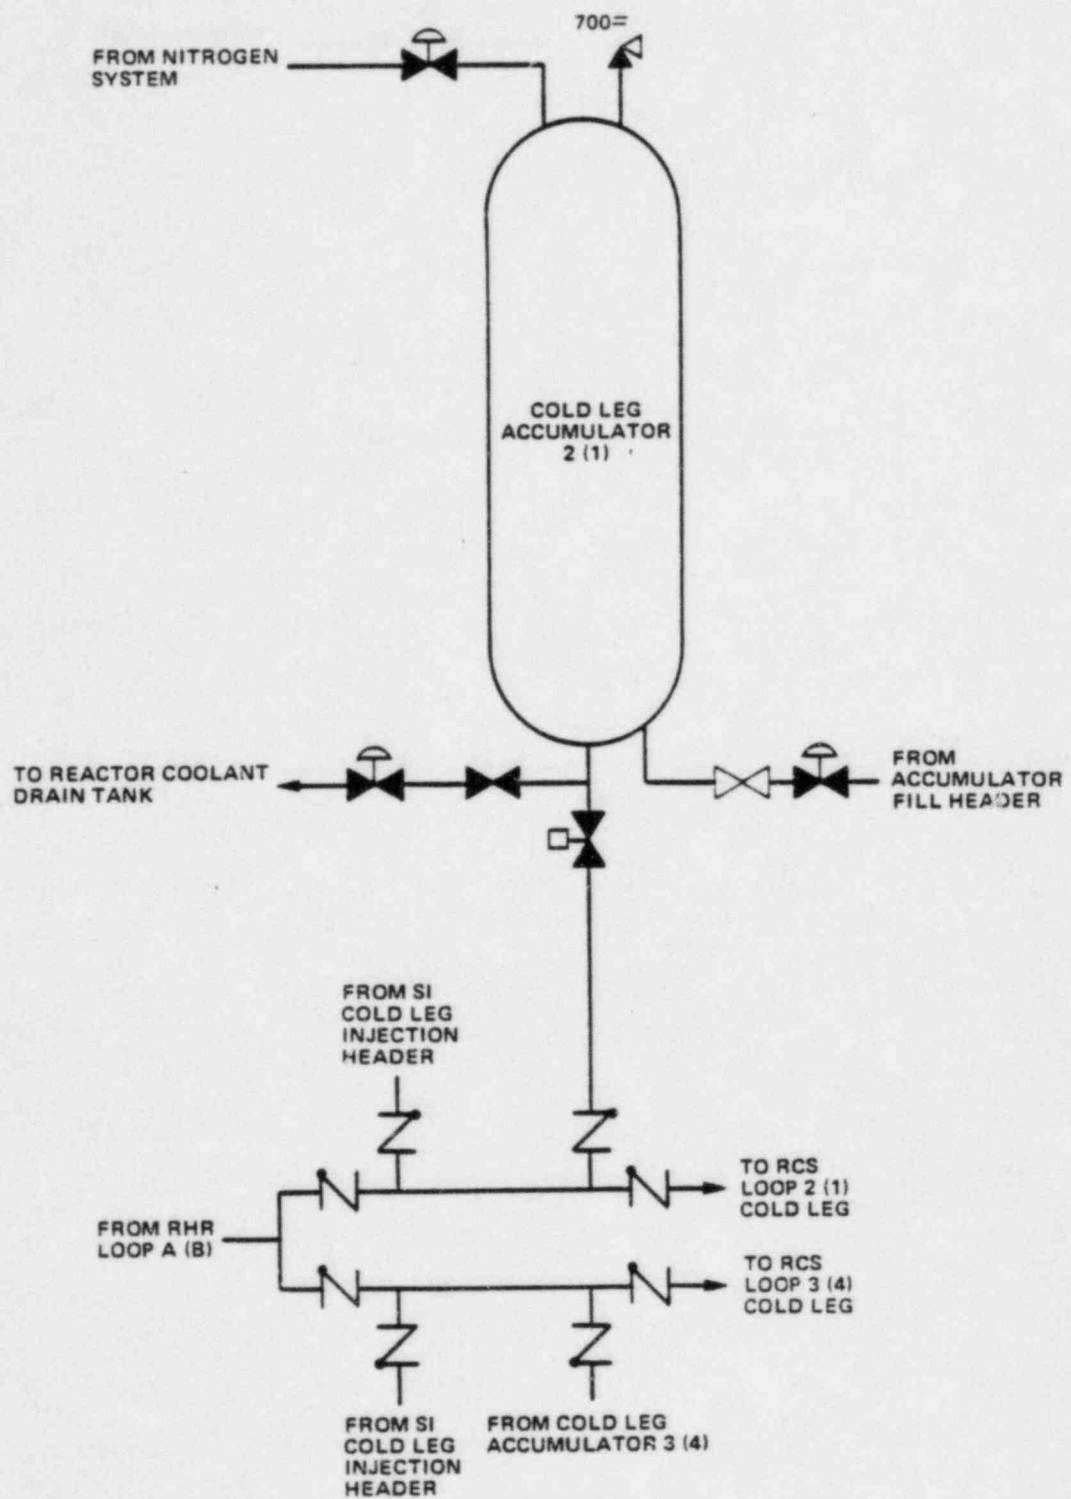 700=
FROM NITROGEN
SYSTEM
COLD LEG
ACCUMULATOR
2 (1)
TO REACTOR COOLANT
DRAIN TANK
FROM
ACCUMULATOR
FILL HEADER
FROM SI
COLD LEG
INJECTION
HEADER
TO RCS
LOOP 2 (1)
COLD LEG
FROM RHR
LOOP A (B)
TO RCS
LOOP 3 (4)
COLD LEG
FROM SI
COLD LEG
INJECTION
HEADER
FROM COLD LEG
ACCUMULATOR 3 (4)